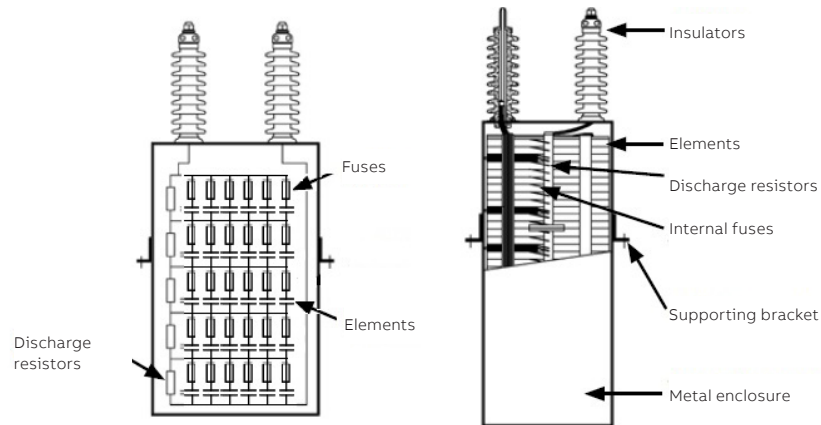 Fuses
Elements
Discharge
resistors
Insulators
Elements
Discharge resistors
Internal fuses
Supporting bracket
Metal enclosure